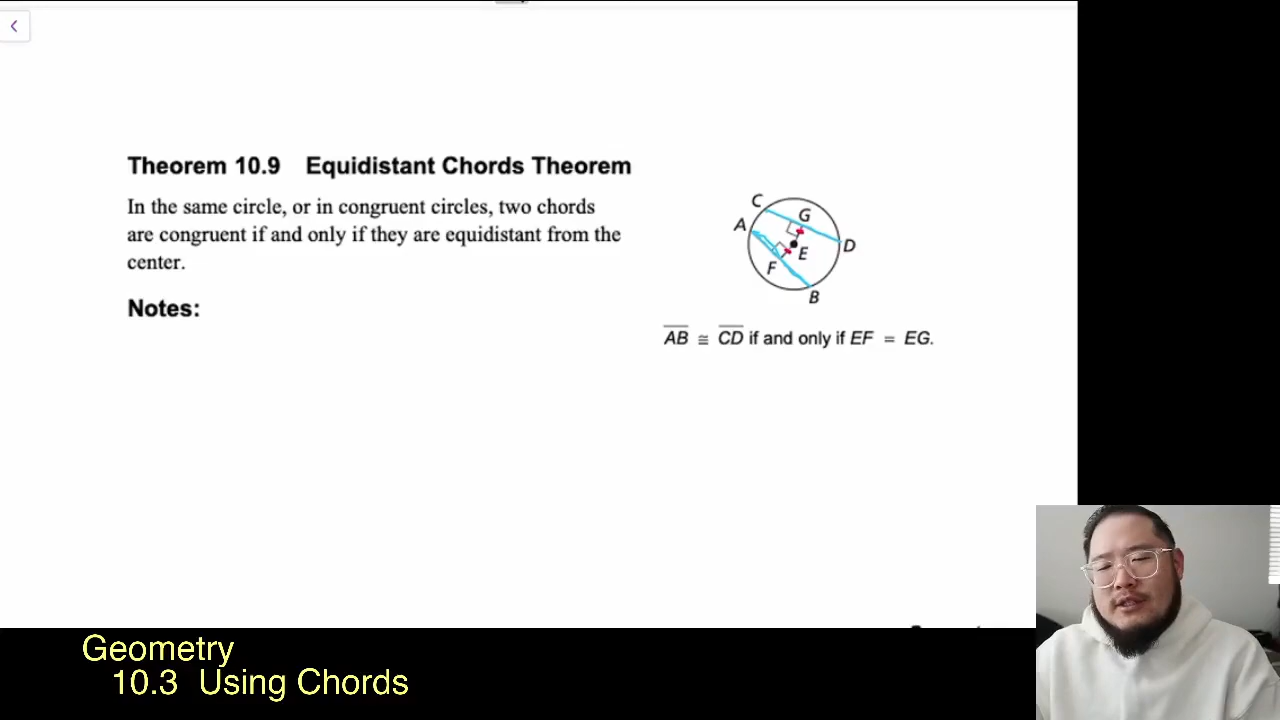 Theorem 10.9 Equidistant Chords Theorem
In the same circle, or in congruent circles, two chords
are congruent if and only if they are equidistant from the
center.
Notes:
C
G
A
D
E
F
B
AB ≅ CD if and only if EF = EG.
Geometry
10.3 Using Chords